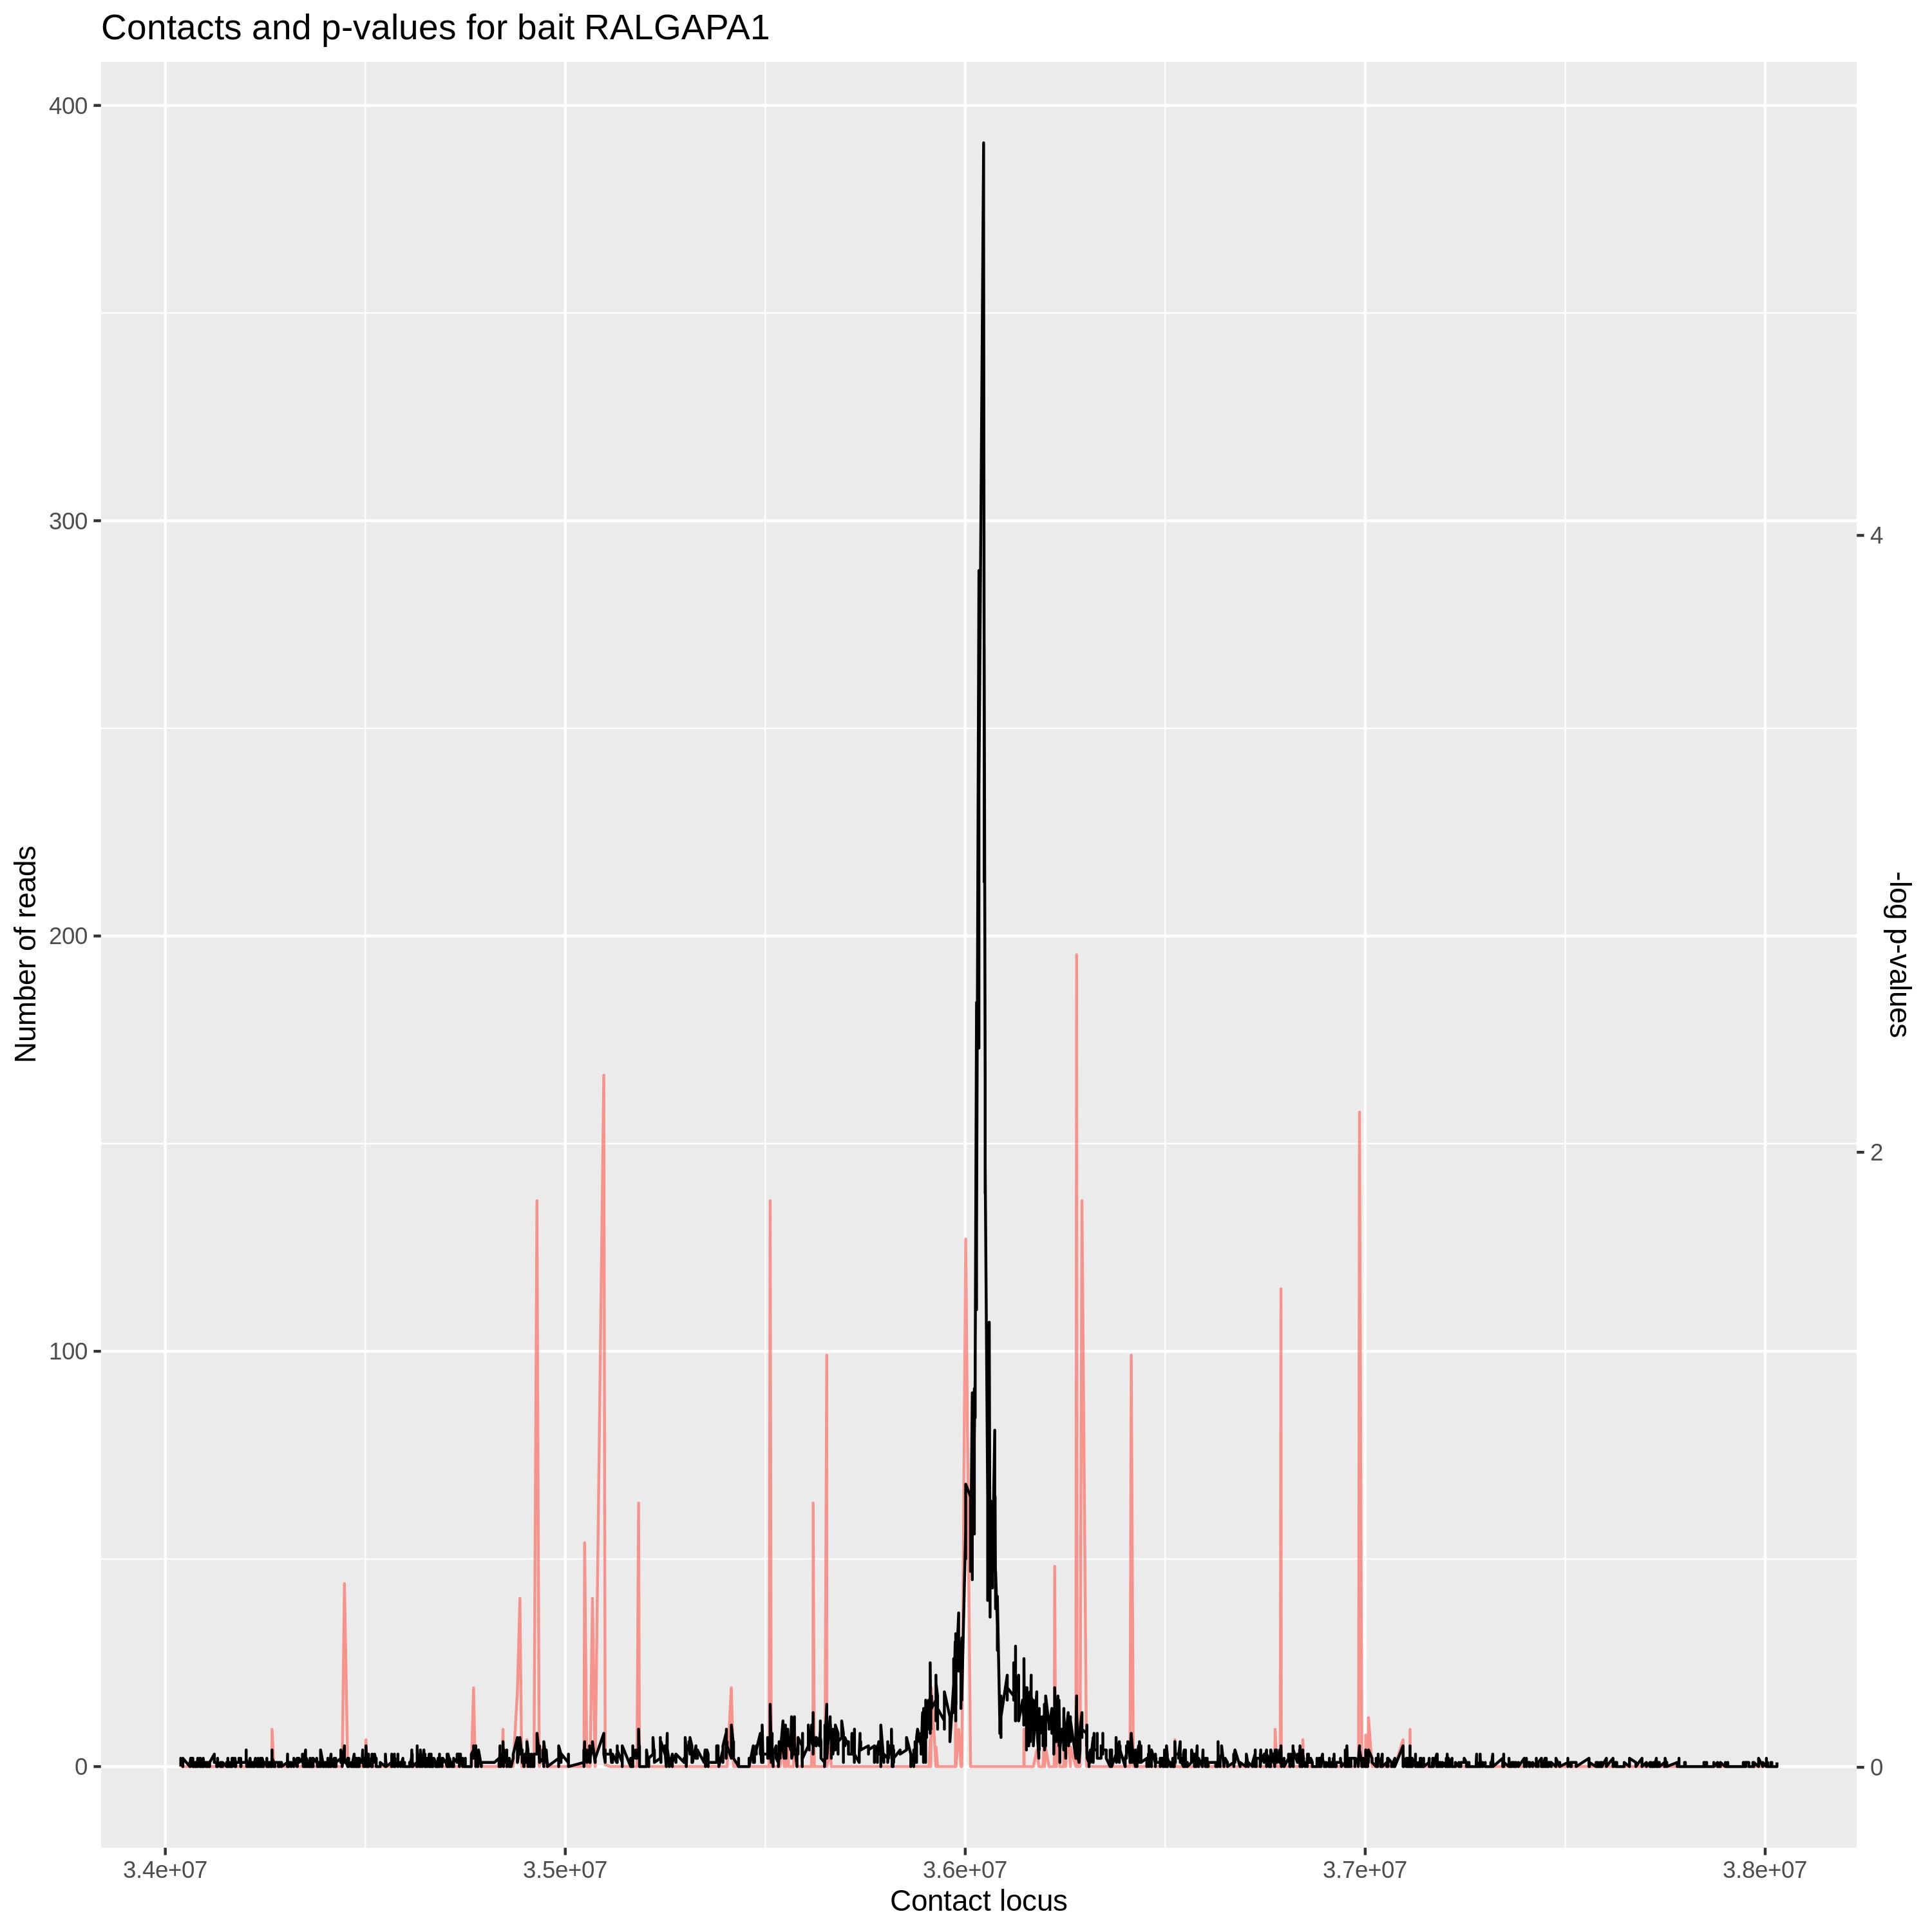 Contacts and p-values for bait RALGAPA1
400
300
200
100
0
Number of reads
4
2
0
-log p-values
3.4e+07 3.5e+07 3.6e+07 3.7e+07 3.8e+07
Contact locus